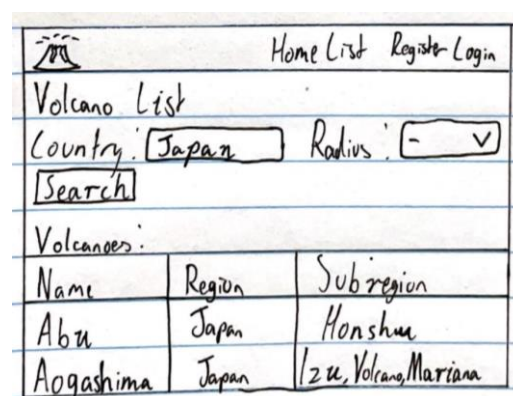 Home List Register Login
Volcano List
Country: Japan Radius: -
Search
Volcanoes:
Name Region Subregion
Abu Japan Honshu
Aogashima Japan Izu, Volcano, Mariana